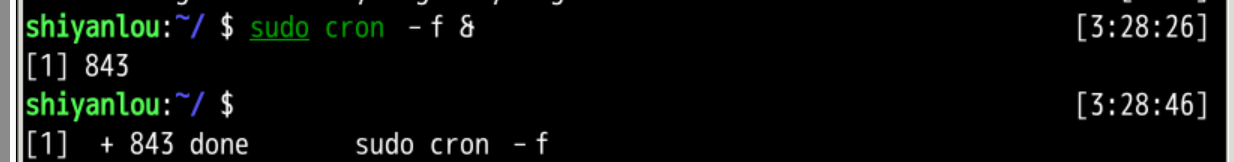 shiyanlou:~/ $ sudo cron -f & [3:28:26]
[1] 843
shiyanlou:~/ $ [3:28:46]
[1] + 843 done sudo cron -f